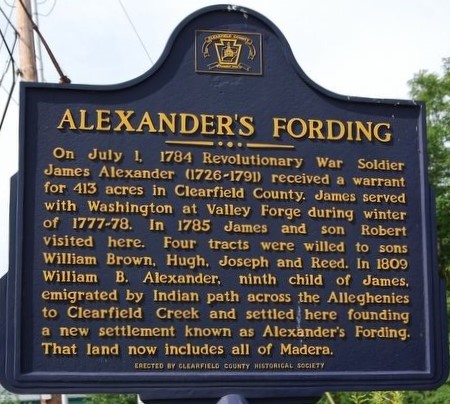 CLEARFIELD COUNTY
ALEXANDER'S FORDING
On July 1, 1784 Revolutionary War Soldier
James Alexander (1726-1791) received a warrant
for 413 acres in Clearfield County. James served
with Washington at Valley Forge during winter
of 1777-78. In 1785 James and son Robert
visited here. Four tracts were willed to sons
William Brown, Hugh, Joseph and Reed. In 1809
William B. Alexander, ninth child of James,
emigrated by Indian path across the Alleghenies
to Clearfield Creek and settled here founding
a new settlement known as Alexander's Fording.
That land now includes all of Madera.
ERECTED BY CLEARFIELD COUNTY HISTORICAL SOCIETY